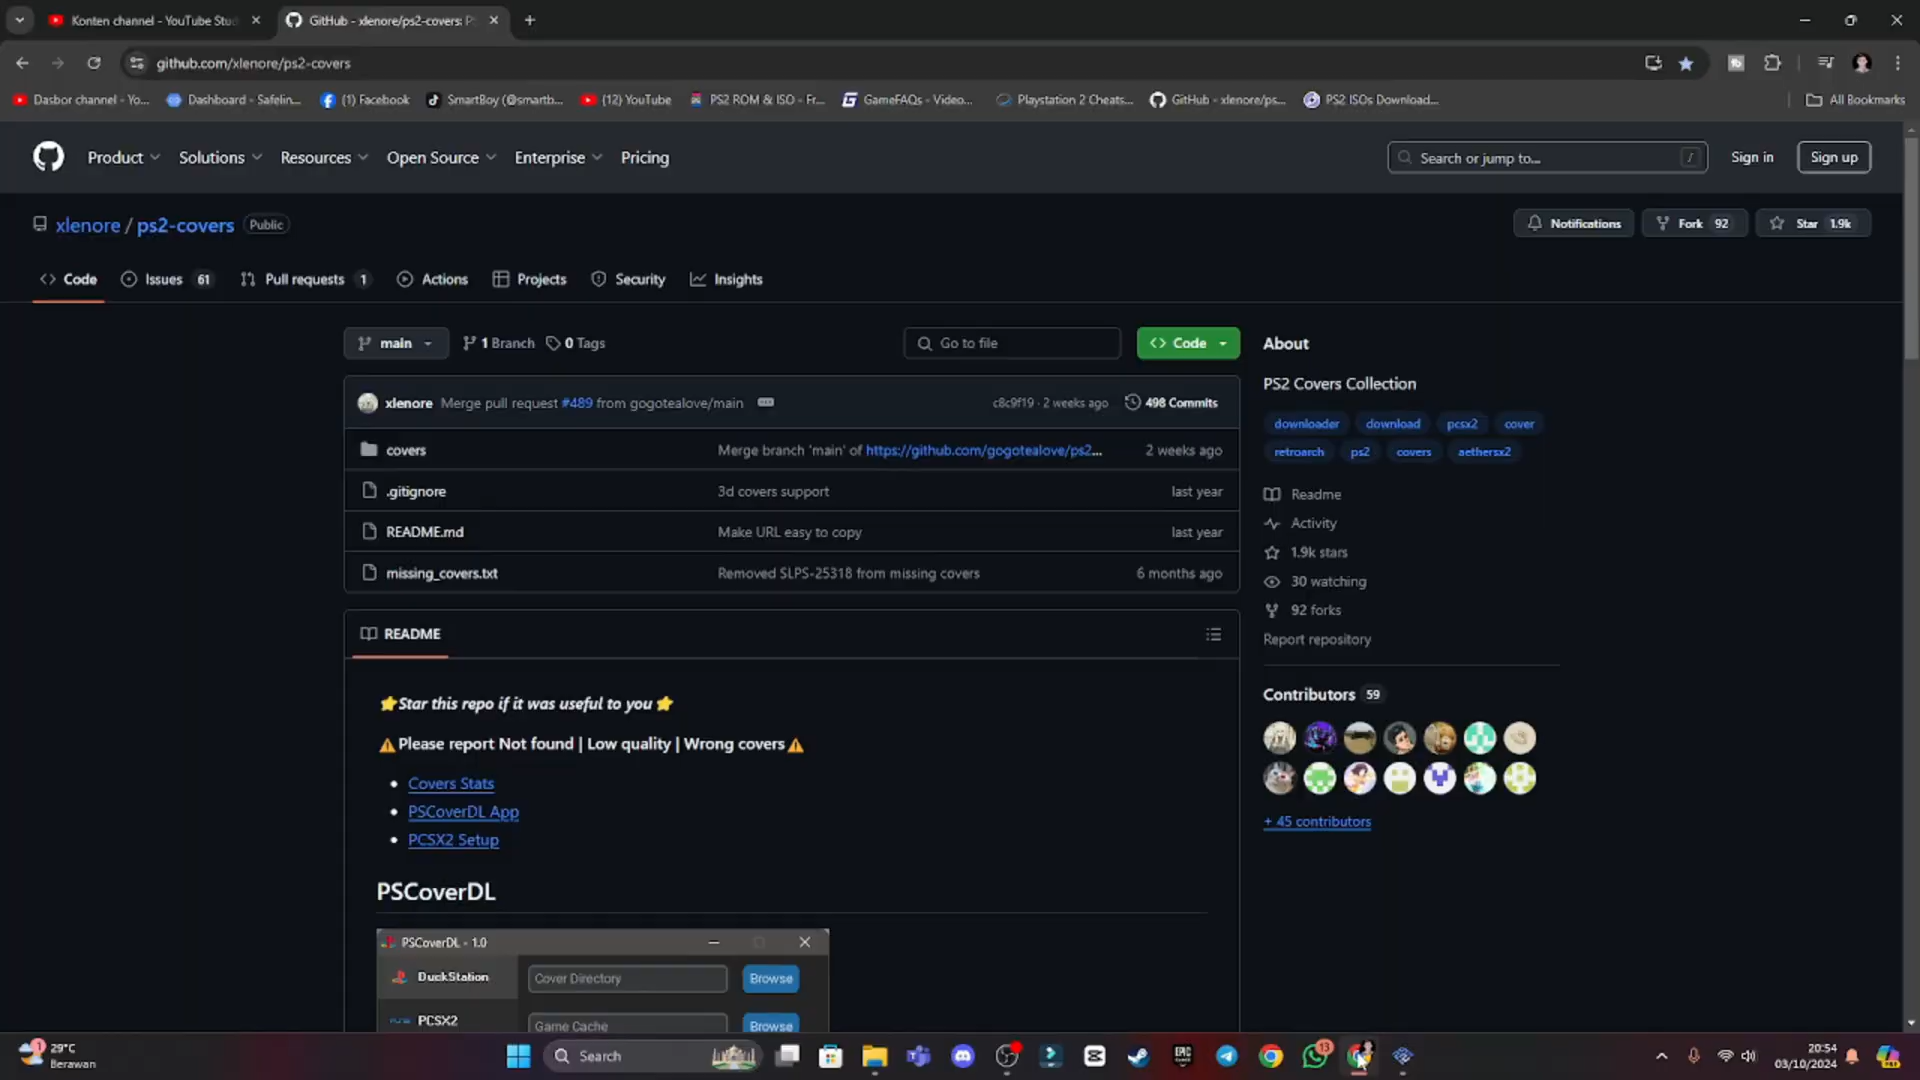 Konten channel - YouTube Stu
GitHub - xlenore/ps2-covers: P
github.com/xlenore/ps2-covers
Dasbor channel - Yo...
Dashboard - Safelin...
(1) Facebook
SmartBoy (@smartb...
(12) YouTube
PS2 ROM & ISO - Fr...
GameFAQs - Video...
Playstation 2 Cheats...
GitHub - xlenore/ps...
PS2 ISOs Download...
All Bookmarks
Product
Solutions
Resources
Open Source
Enterprise
Pricing
Search or jump to...
/
Sign in
Sign up
xlenore / ps2-covers
Public
Notifications
Fork 92
Star 1.9k
Code
Issues 61
Pull requests 1
Actions
Projects
Security
Insights
main
1 Branch
0 Tags
Go to file
Code
xlenore Merge pull request #489 from gogotealove/main
c8c9f19 · 2 weeks ago
498 Commits
covers
Merge branch 'main' of https://github.com/gogotealove/ps2...
2 weeks ago
.gitignore
3d covers support
last year
README.md
Make URL easy to copy
last year
missing_covers.txt
Removed SLPS-25318 from missing covers
6 months ago
About
PS2 Covers Collection
downloader download pcsx2 cover
retroarch ps2 covers aethersx2
Readme
Activity
1.9k stars
30 watching
92 forks
Report repository
Contributors 59
+ 45 contributors
README
⭐Star this repo if it was useful to you ⭐
⚠Please report Not found | Low quality | Wrong covers⚠
• Covers Stats
• PSCoverDL App
• PCSX2 Setup
PSCoverDL
PSCoverDL - 1.0
DuckStation
Cover Directory
Browse
PCSX2
Game Cache
Browse
1
29°C
Berawan
Search
EPIC
13
20:54
03/10/2024